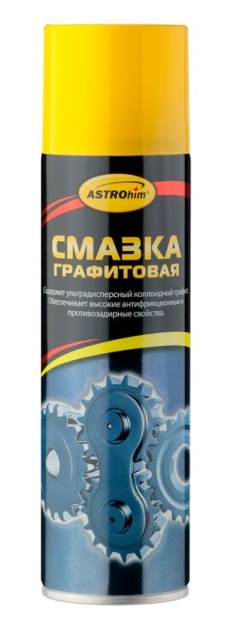 ASTROhim®
СМАЗКА
ГРАФИТОВАЯ
Содержит ультрадисперсный коллоидный графит.
Обеспечивает высокие антифрикционные и
противозадирные свойства.